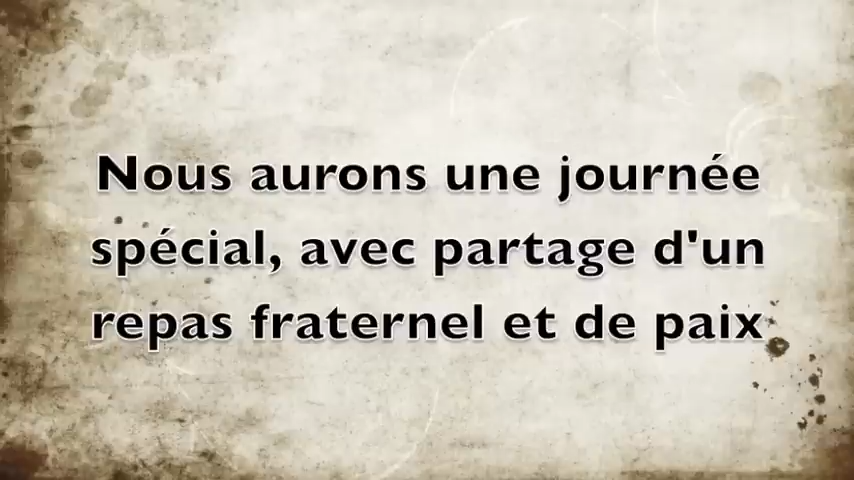 Nous aurons une journée
spécial, avec partage d'un
repas fraternel et de paix